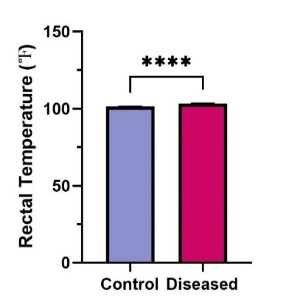 150
****
100
50
0
Rectal Temperature (°F)
Control Diseased